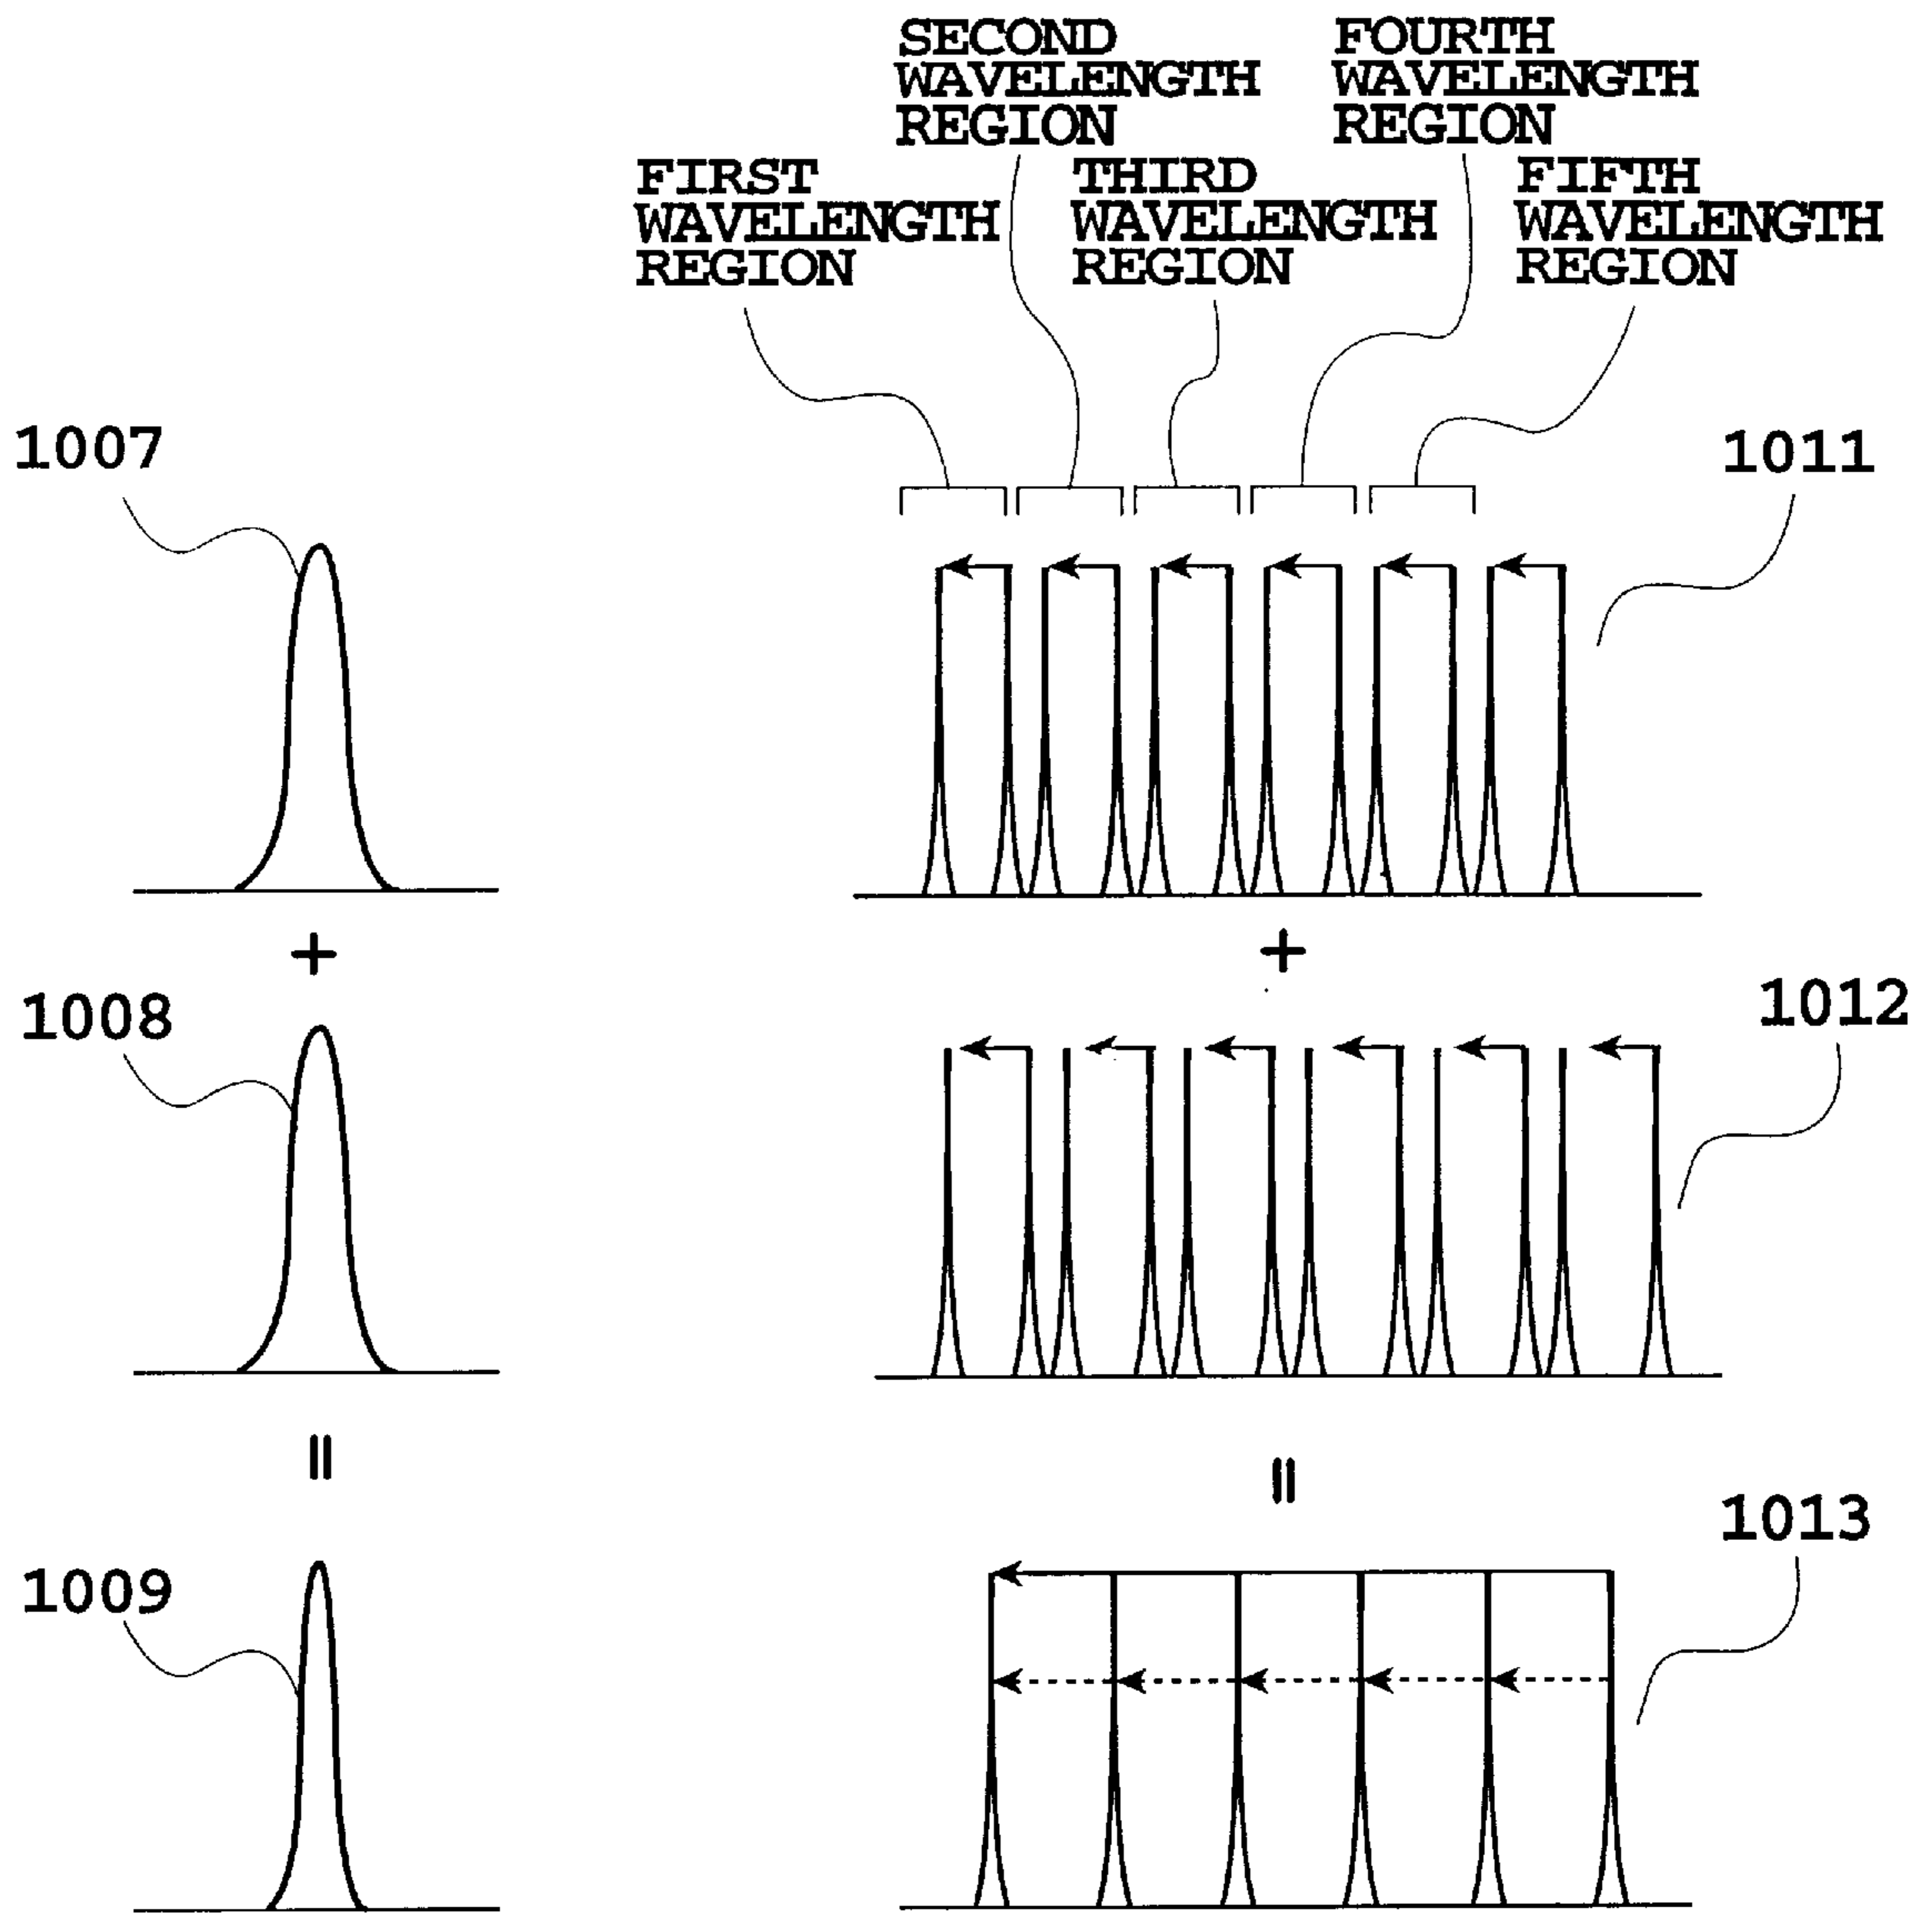 SECOND
WAVELENGTH
REGION
FOURTH
WAVELENGTH
REGION
FIRST
WAVELENGTH
REGION
THIRD
WAVELENGTH
REGION
FIFTH
WAVELENGTH
REGION
1007
1011
+
+
1008
1012
=
=
1009
1013